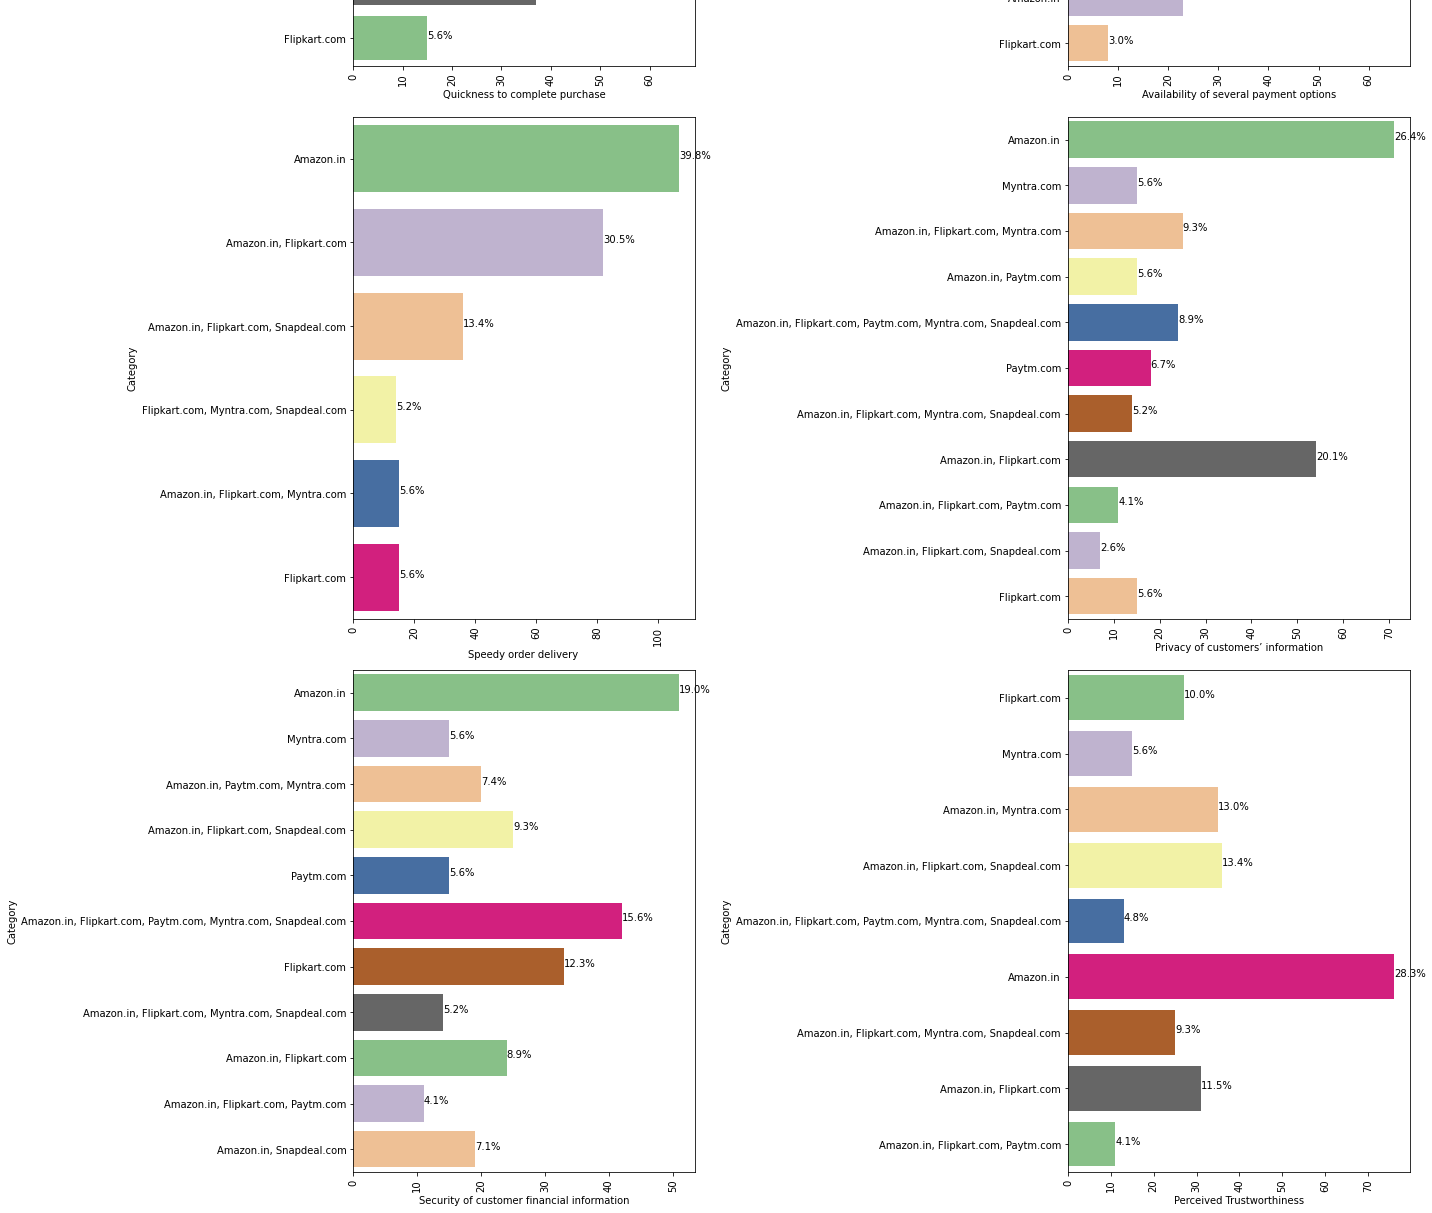 Amazon.in
Flipkart.com
5.6%
0
10
20
30
40
50
60
Quickness to complete purchase
Flipkart.com
3.0%
0
10
20
30
40
50
60
Availability of several payment options
Category
Amazon.in
39.8%
Amazon.in, Flipkart.com
30.5%
Amazon.in, Flipkart.com, Snapdeal.com
13.4%
Flipkart.com, Myntra.com, Snapdeal.com
5.2%
Amazon.in, Flipkart.com, Myntra.com
5.6%
Flipkart.com
5.6%
0
20
40
60
80
100
Speedy order delivery
Category
Amazon.in
26.4%
Myntra.com
5.6%
Amazon.in, Flipkart.com, Myntra.com
9.3%
Amazon.in, Paytm.com
5.6%
Amazon.in, Flipkart.com, Paytm.com, Myntra.com, Snapdeal.com
8.9%
Paytm.com
6.7%
Amazon.in, Flipkart.com, Myntra.com, Snapdeal.com
5.2%
Amazon.in, Flipkart.com
20.1%
Amazon.in, Flipkart.com, Paytm.com
4.1%
Amazon.in, Flipkart.com, Snapdeal.com
2.6%
Flipkart.com
5.6%
0
10
20
30
40
50
60
70
Privacy of customers’ information
Category
Amazon.in
19.0%
Myntra.com
5.6%
Amazon.in, Paytm.com, Myntra.com
7.4%
Amazon.in, Flipkart.com, Snapdeal.com
9.3%
Paytm.com
5.6%
Amazon.in, Flipkart.com, Paytm.com, Myntra.com, Snapdeal.com
15.6%
Flipkart.com
12.3%
Amazon.in, Flipkart.com, Myntra.com, Snapdeal.com
5.2%
Amazon.in, Flipkart.com
8.9%
Amazon.in, Flipkart.com, Paytm.com
4.1%
Amazon.in, Snapdeal.com
7.1%
0
10
20
30
40
50
Security of customer financial information
Category
Flipkart.com
10.0%
Myntra.com
5.6%
Amazon.in, Myntra.com
13.0%
Amazon.in, Flipkart.com, Snapdeal.com
13.4%
Amazon.in, Flipkart.com, Paytm.com, Myntra.com, Snapdeal.com
4.8%
Amazon.in
28.3%
Amazon.in, Flipkart.com, Myntra.com, Snapdeal.com
9.3%
Amazon.in, Flipkart.com
11.5%
Amazon.in, Flipkart.com, Paytm.com
4.1%
0
10
20
30
40
50
60
70
Perceived Trustworthiness